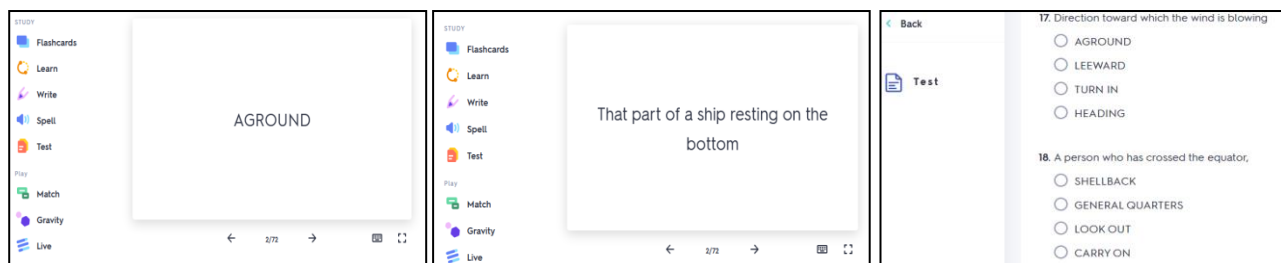 STUDY
Flashcards
Learn
Write
Spell
Test
Play
Match
Gravity
Live
AGROUND
2/72
STUDY
Flashcards
Learn
Write
Spell
Test
Play
Match
Gravity
Live
That part of a ship resting on the
bottom
2/72
Back
Test
17. Direction toward which the wind is blowing
AGROUND
LEEWARD
TURN IN
HEADING
18. A person who has crossed the equator,
SHELLBACK
GENERAL QUARTERS
LOOK OUT
CARRY ON